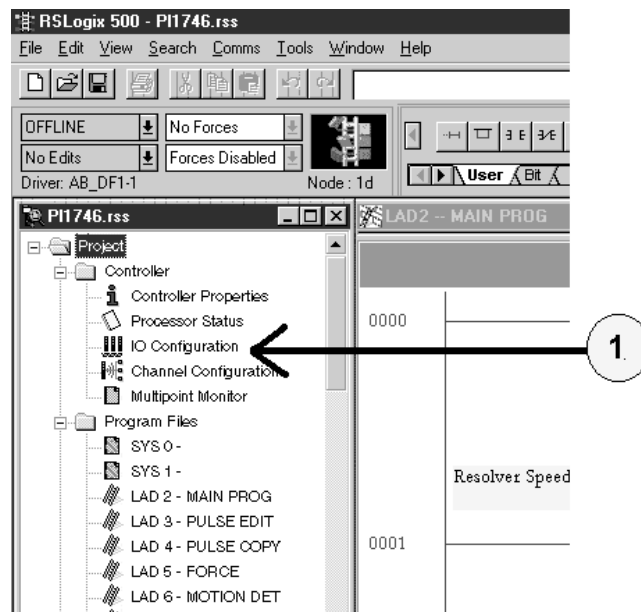 RSLogix 500 - PI1746.rss
File Edit View Search Comms Tools Window Help
OFFLINE No Forces
No Edits Forces Disabled
Driver: AB_DF1-1 Node : 1d
User Bit
PI1746.rss
LAD2 -- MAIN PROG
Project
Controller
Controller Properties
Processor Status
IO Configuration
Channel Configuration
Multipoint Monitor
Program Files
SYS 0 -
SYS 1 -
LAD 2 - MAIN PROG
LAD 3 - PULSE EDIT
LAD 4 - PULSE COPY
LAD 5 - FORCE
LAD 6 - MOTION DET
0000
Resolver Speed
0001
1